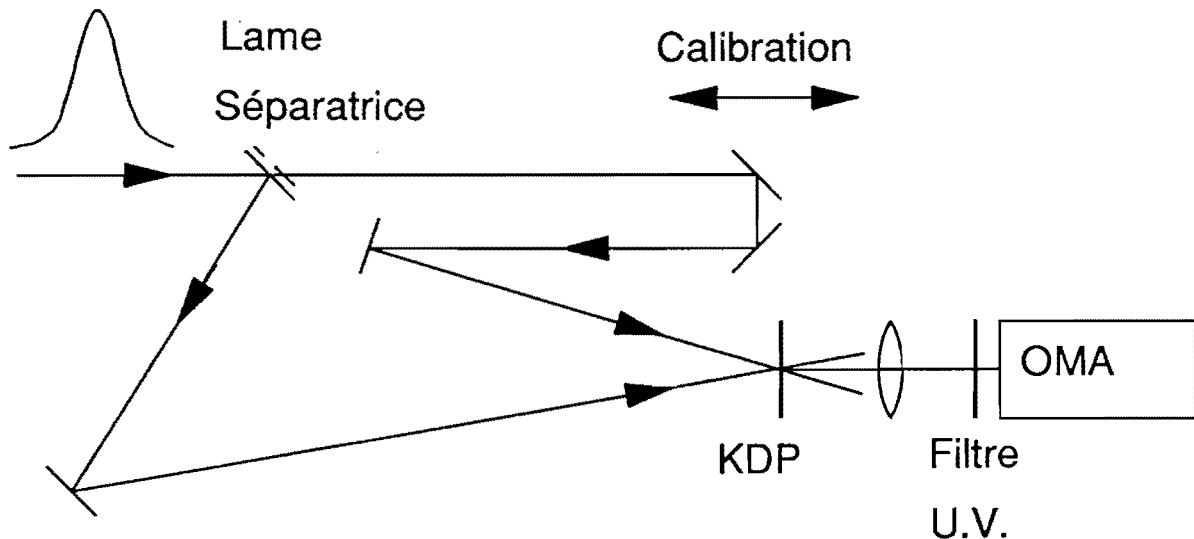 Lame
Séparatrice
Calibration
OMA
KDP
Filtre
U.V.